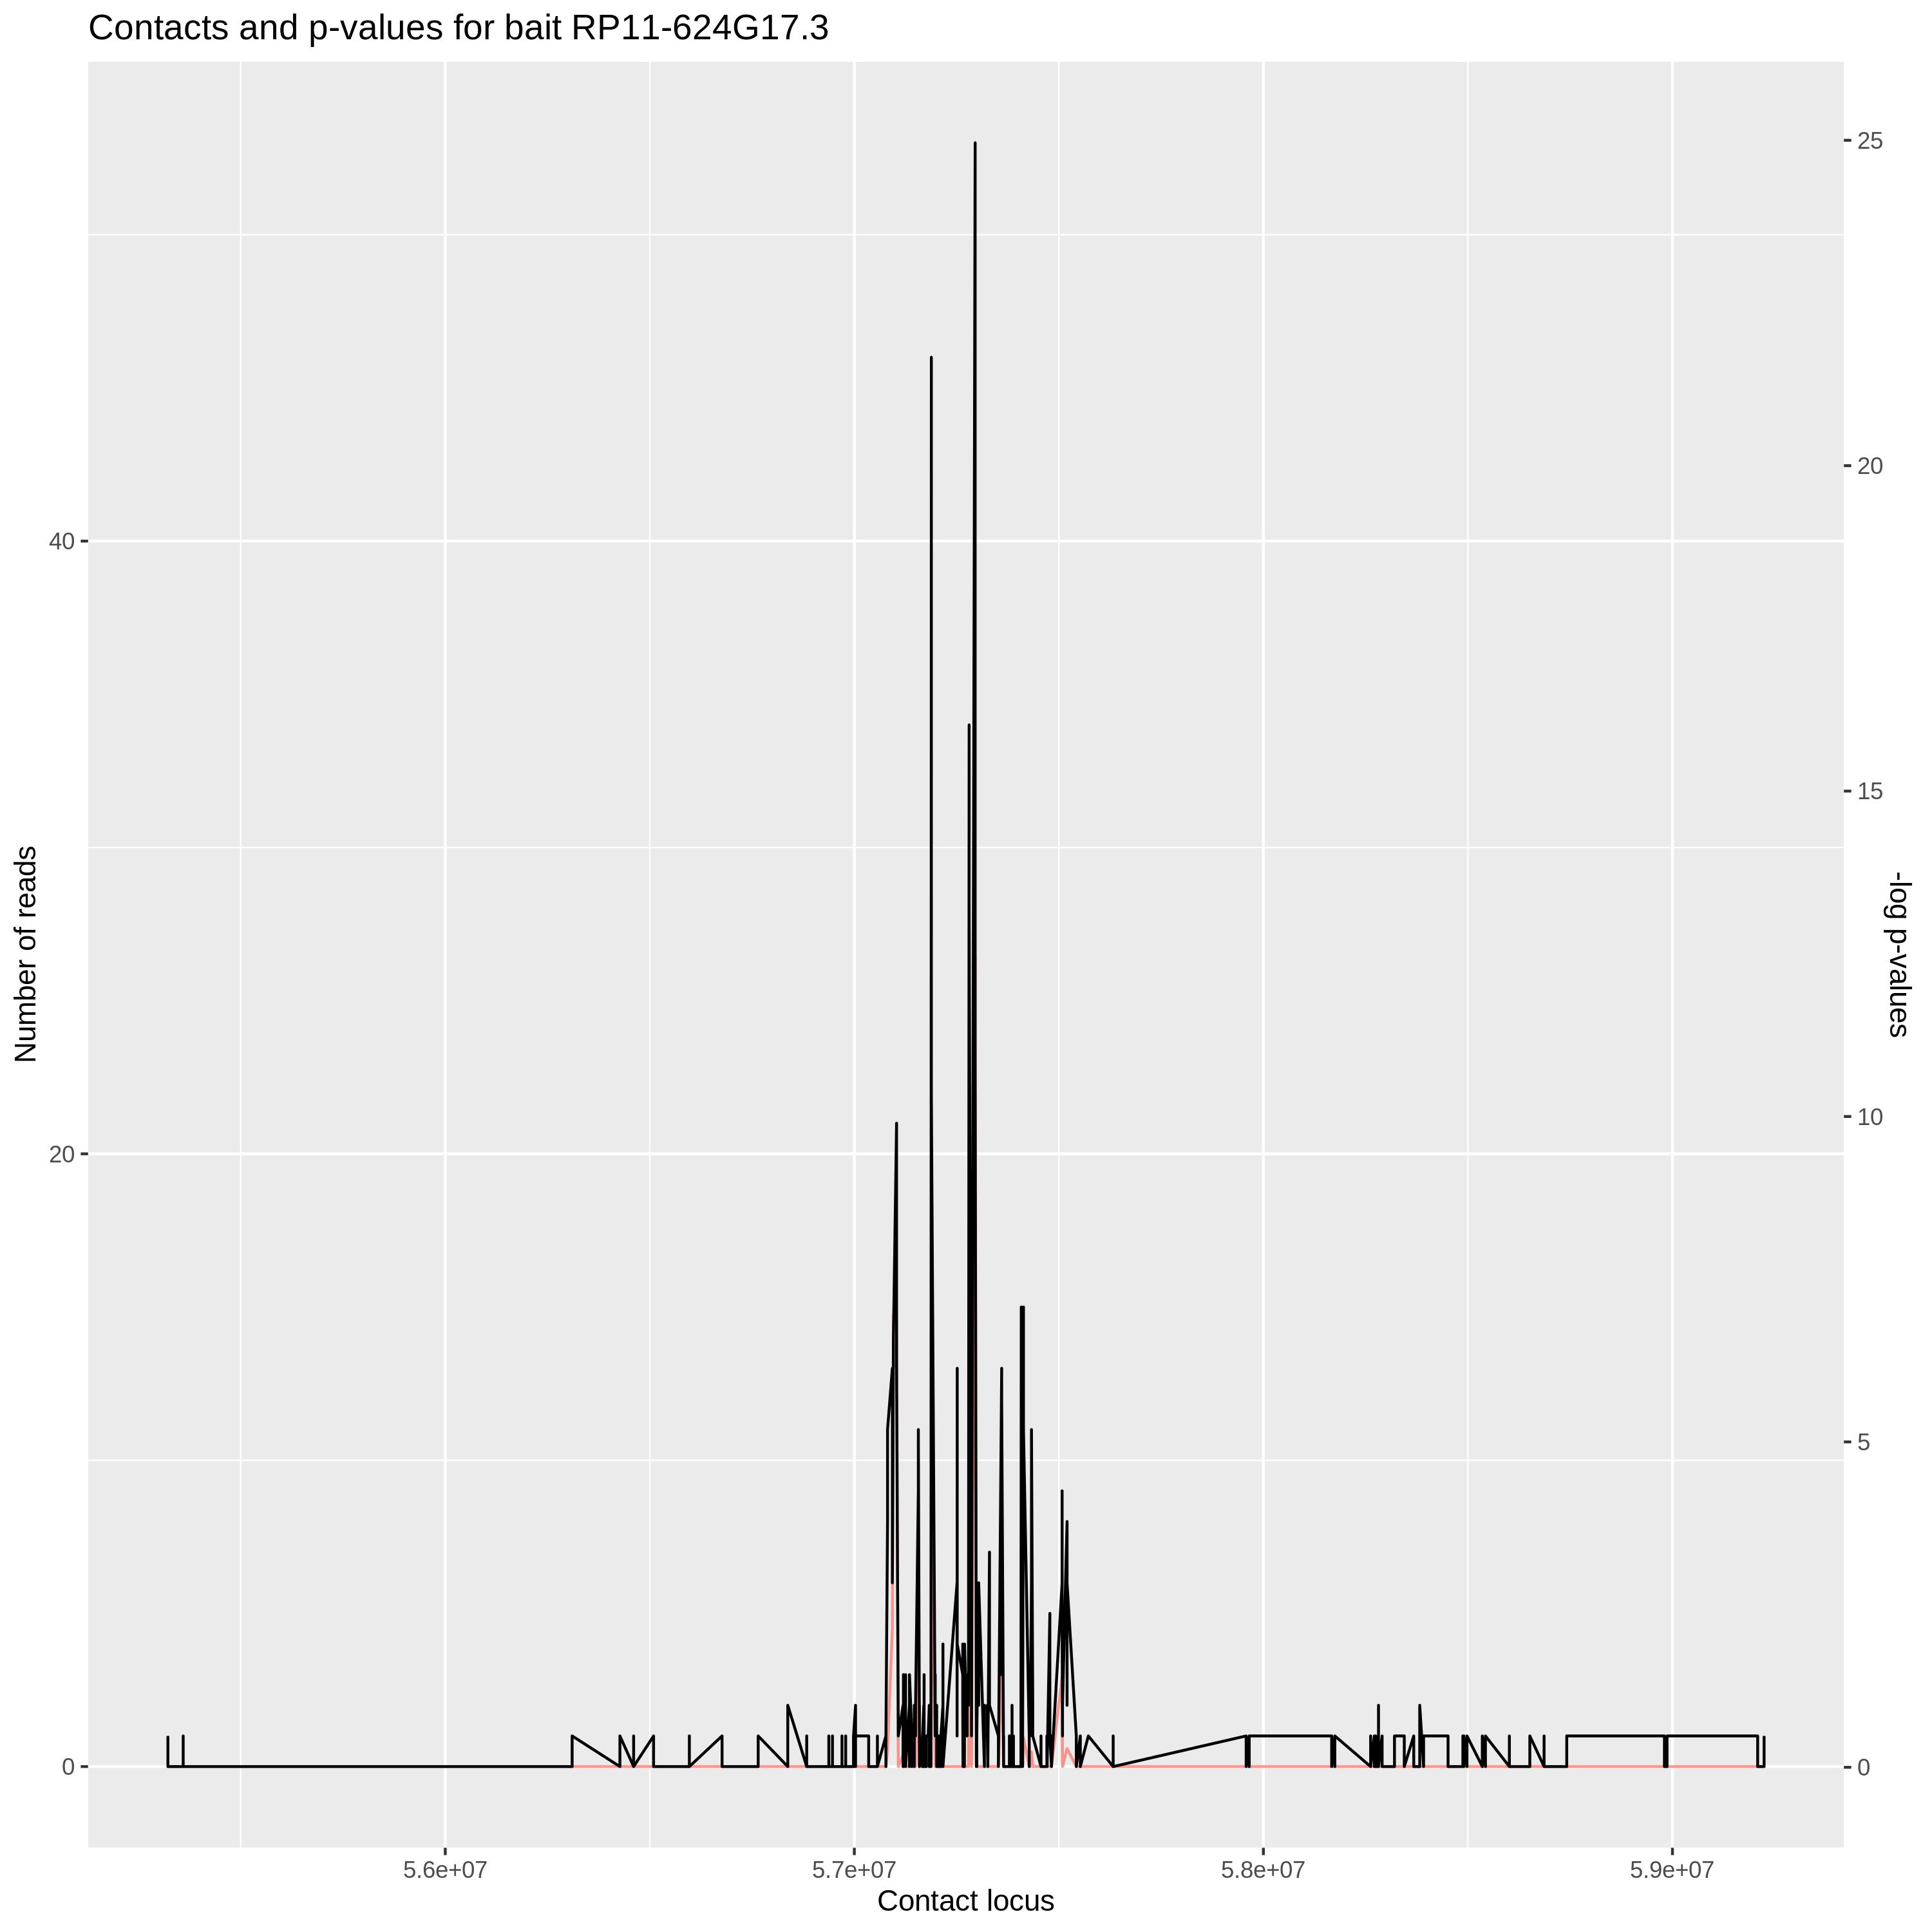 Contacts and p-values for bait RP11-624G17.3
25
20
40
15
Number of reads
-log p-values
10
20
5
0
0
5.6e+07
5.7e+07
5.8e+07
5.9e+07
Contact locus